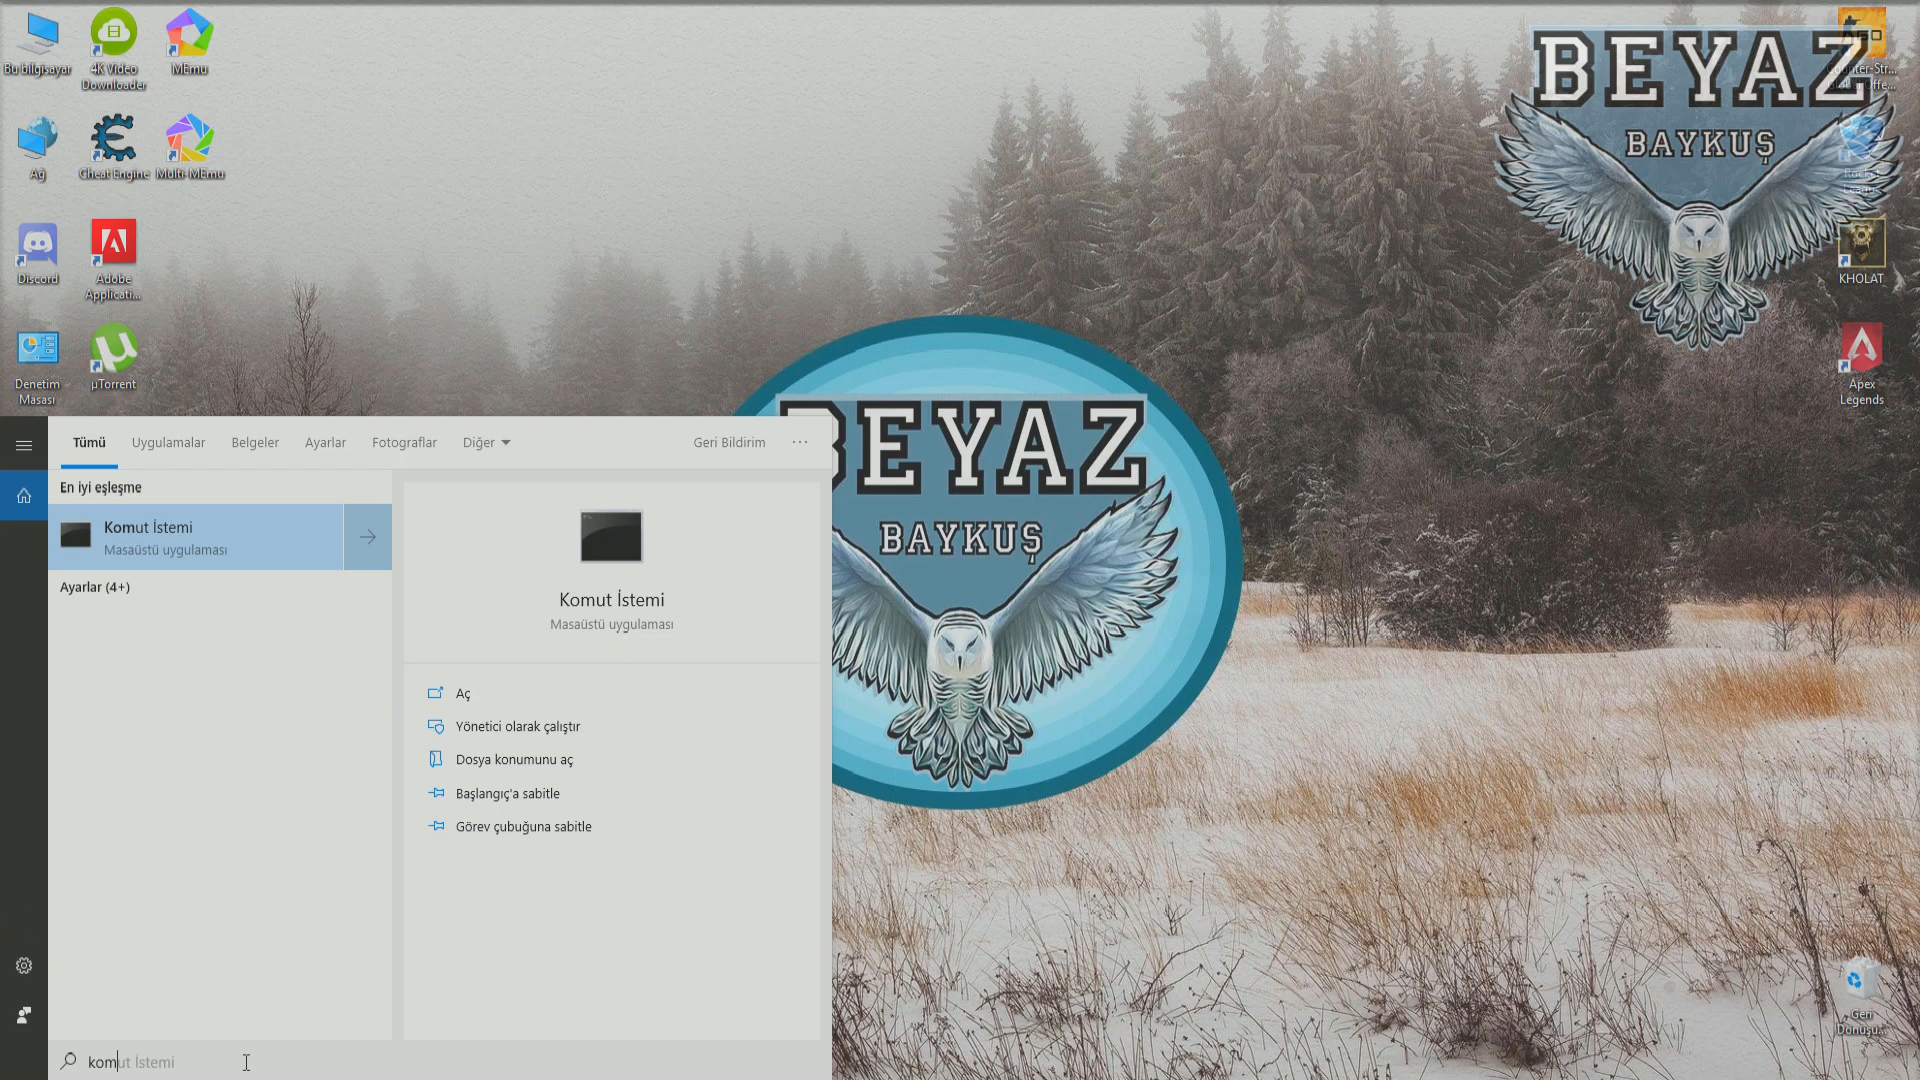 Bu bilgisayar
4K Video
Downloader
MEmu
Ağ
Cheat Engine
Multi-MEmu
Discord
Adobe
Applicati...
Denetim
Masası
µTorrent
BEYAZ
BAYKUŞ
KHOLAT
Apex
Legends
BEYAZ
BAYKUŞ
Tümü
Uygulamalar
Belgeler
Ayarlar
Fotograflar
Diğer
Geri Bildirim
...
En iyi eşleşme
Komut İstemi
Masaüstü uygulaması
Ayarlar (4+)
Komut İstemi
Masaüstü uygulaması
Aç
Yönetici olarak çalıştır
Dosya konumunu aç
Başlangıç'a sabitle
Görev çubuğuna sabitle
komut İstemi
Geri
Dönüşü...